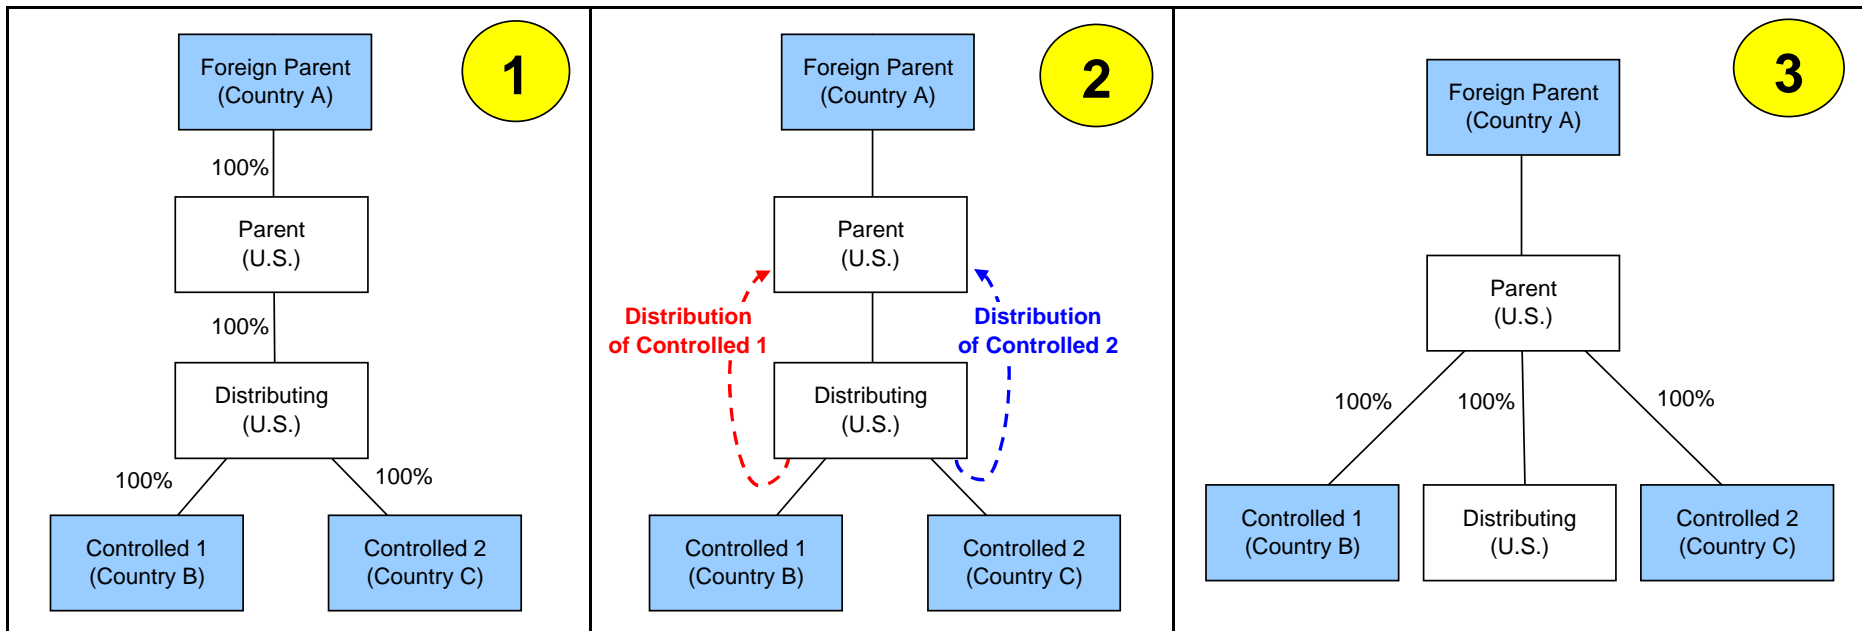 1
Foreign Parent
(Country A)
100%
Parent
(U.S.)
100%
Distributing
(U.S.)
100%
100%
Controlled 1
(Country B)
Controlled 2
(Country C)
2
Foreign Parent
(Country A)
Parent
(U.S.)
Distribution
of Controlled 1
Distribution
of Controlled 2
Distributing
(U.S.)
Controlled 1
(Country B)
Controlled 2
(Country C)
3
Foreign Parent
(Country A)
Parent
(U.S.)
100%
100%
100%
Controlled 1
(Country B)
Distributing
(U.S.)
Controlled 2
(Country C)